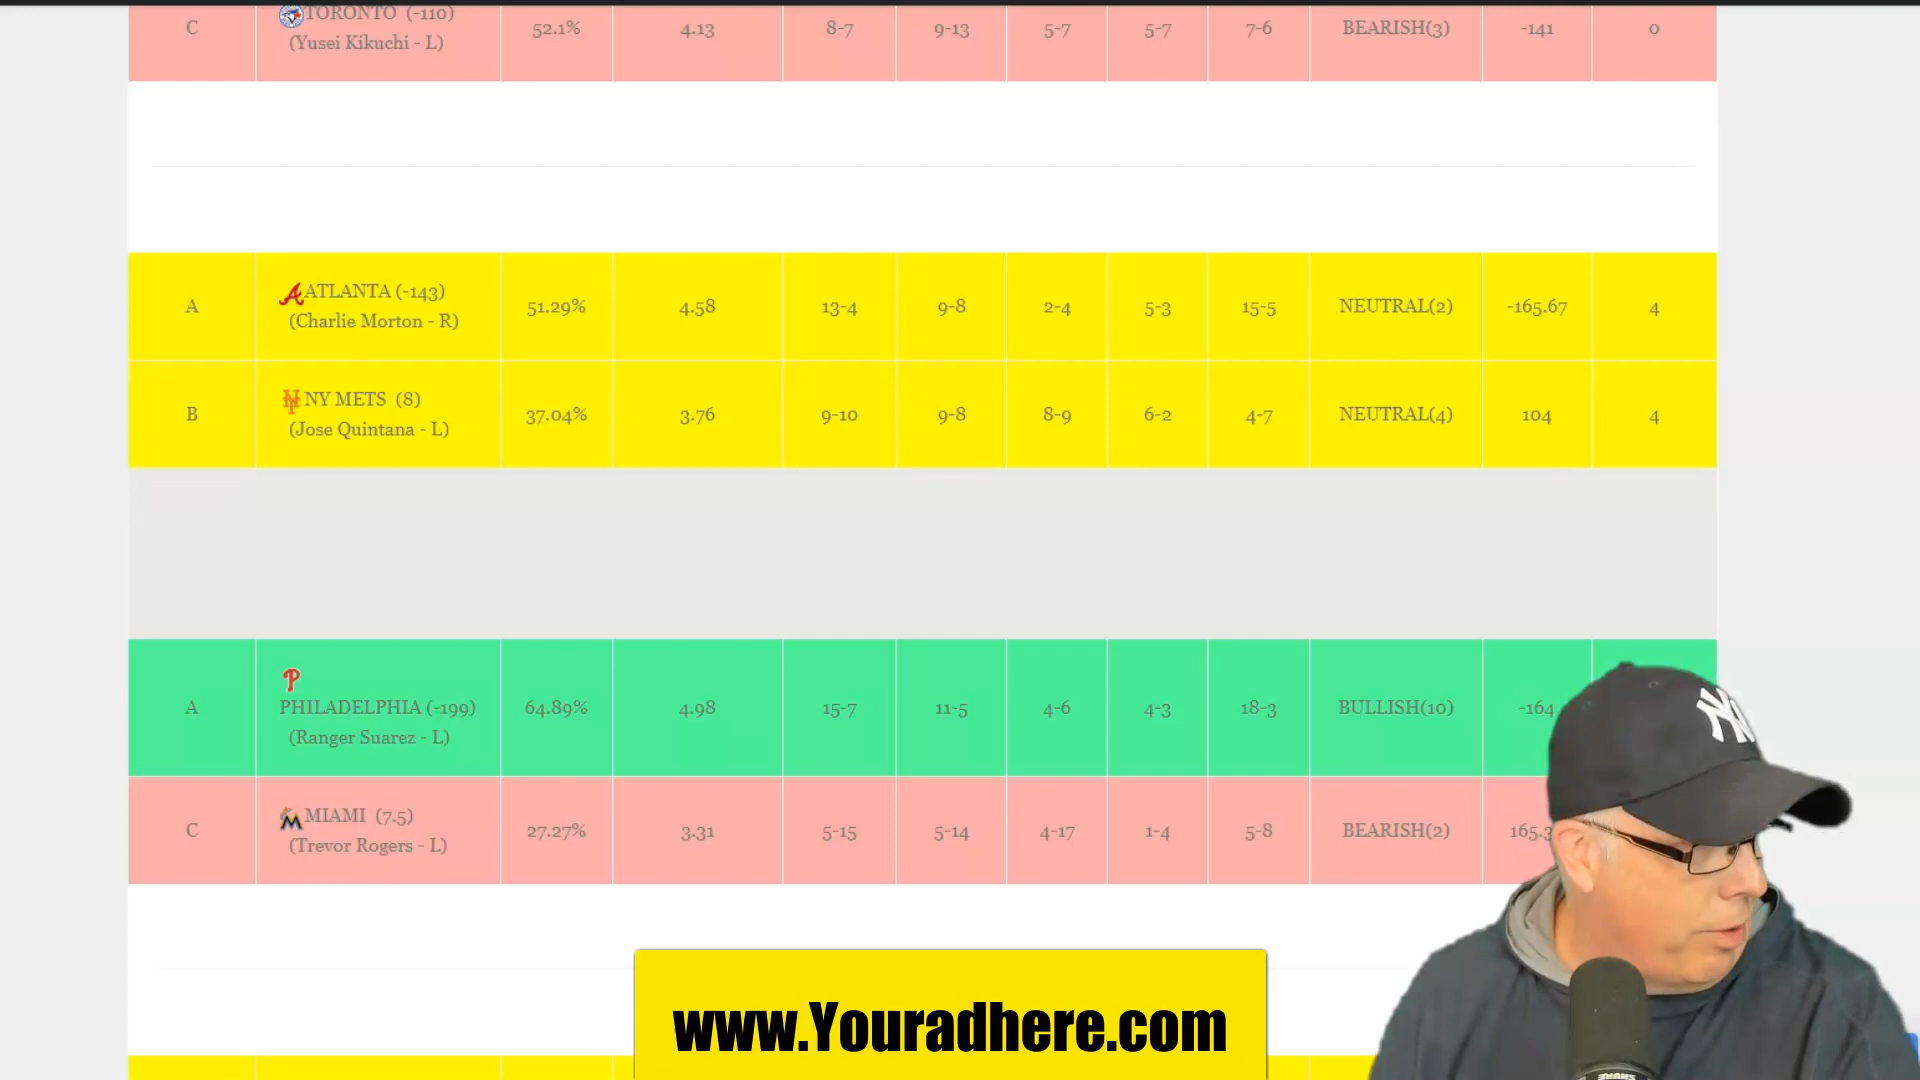 C TORONTO (-110) 52.1% 4.13 8-7 9-13 5-7 5-7 7-6 BEARISH(3) -141 0
(Yusei Kikuchi - L)
A ATLANTA (-143) 51.29% 4.58 13-4 9-8 2-4 5-3 15-5 NEUTRAL(2) -165.67 4
(Charlie Morton - R)
B NY METS (8) 37.04% 3.76 9-10 9-8 8-9 6-2 4-7 NEUTRAL(4) 104 4
(Jose Quintana - L)
P
A PHILADELPHIA (-199) 64.89% 4.98 15-7 11-5 4-6 4-3 18-3 BULLISH(10) -164
(Ranger Suarez - L)
C MIAMI (7.5) 27.27% 3.31 5-15 5-14 4-17 1-4 5-8 BEARISH(2) 165.3
(Trevor Rogers - L)
NY
www.Youradhere.com
SHURE